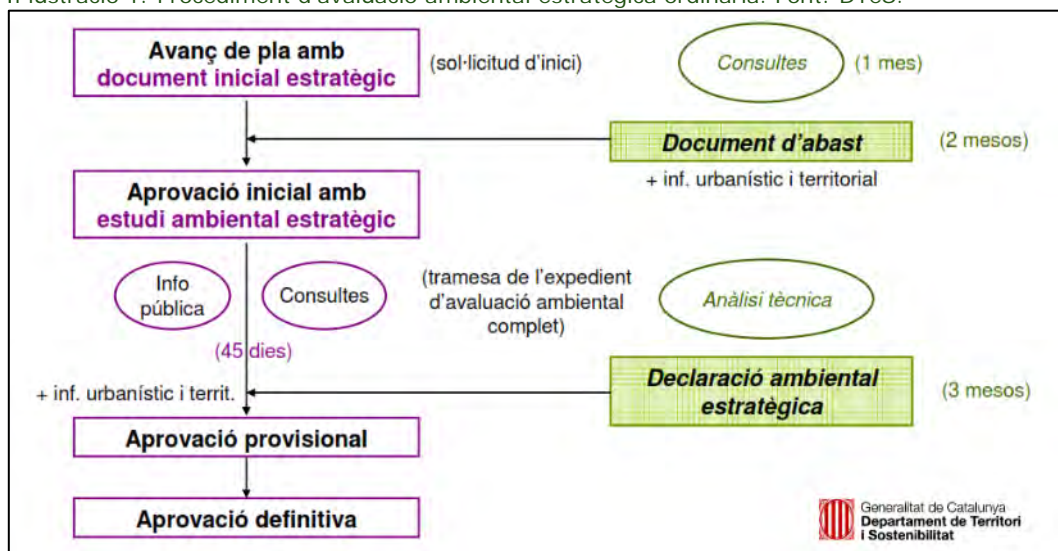 Il·lustració 1. Procediment d'avaluació ambiental estratègica ordinària. Font: DTeS.
Avanç de pla amb
document inicial estratègic
(sol·licitud d'inici)
Consultes
(1 mes)
Document d'abast
(2 mesos)
+ inf. urbanístic i territorial
Aprovació inicial amb
estudi ambiental estratègic
Info
pública
Consultes
(45 dies)
(tramesa de l'expedient
d'avaluació ambiental
complet)
Anàlisi tècnica
+ inf. urbanístic i territ.
Declaració ambiental
estratègica
(3 mesos)
Aprovació provisional
Aprovació definitiva
Generalitat de Catalunya
Departament de Territori
i Sostenibilitat